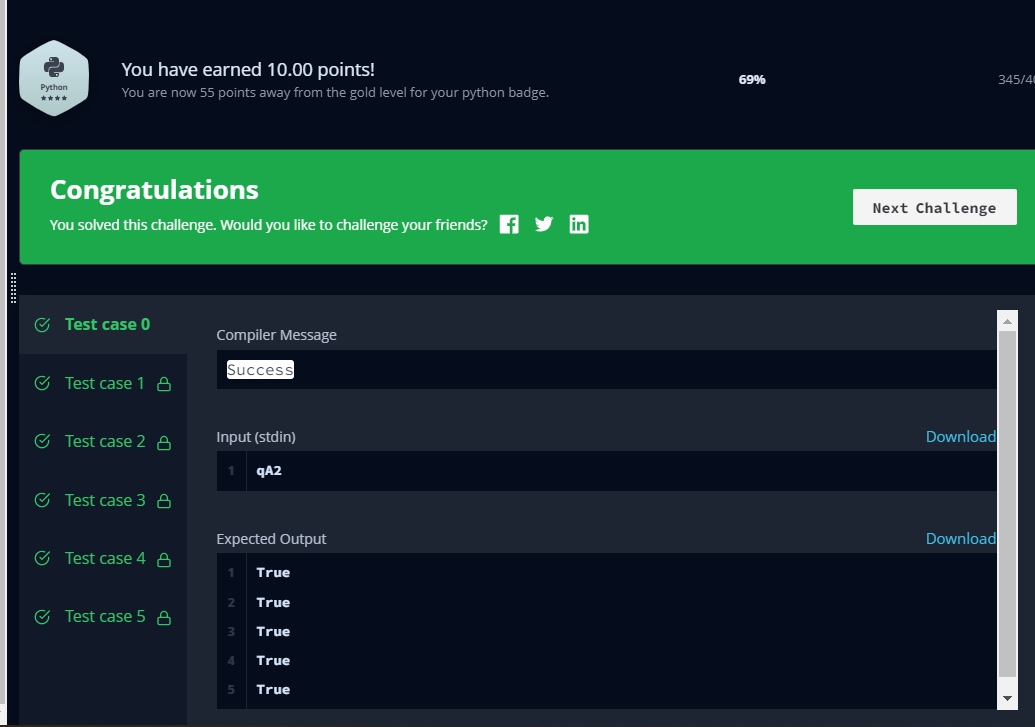 Python
You have earned 10.00 points!
You are now 55 points away from the gold level for your python badge.
69%
345/40
Congratulations
You solved this challenge. Would you like to challenge your friends?
Next Challenge
Test case 0
Test case 1
Test case 2
Test case 3
Test case 4
Test case 5
Compiler Message
Success
Input (stdin)
Download
1 qA2
Expected Output
Download
1 True
2 True
3 True
4 True
5 True